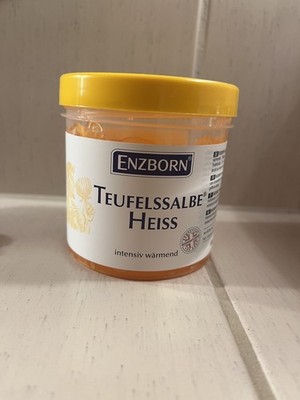 ENZBORN®
TEUFELSSALBE®
HEISS
intensiv wärmend